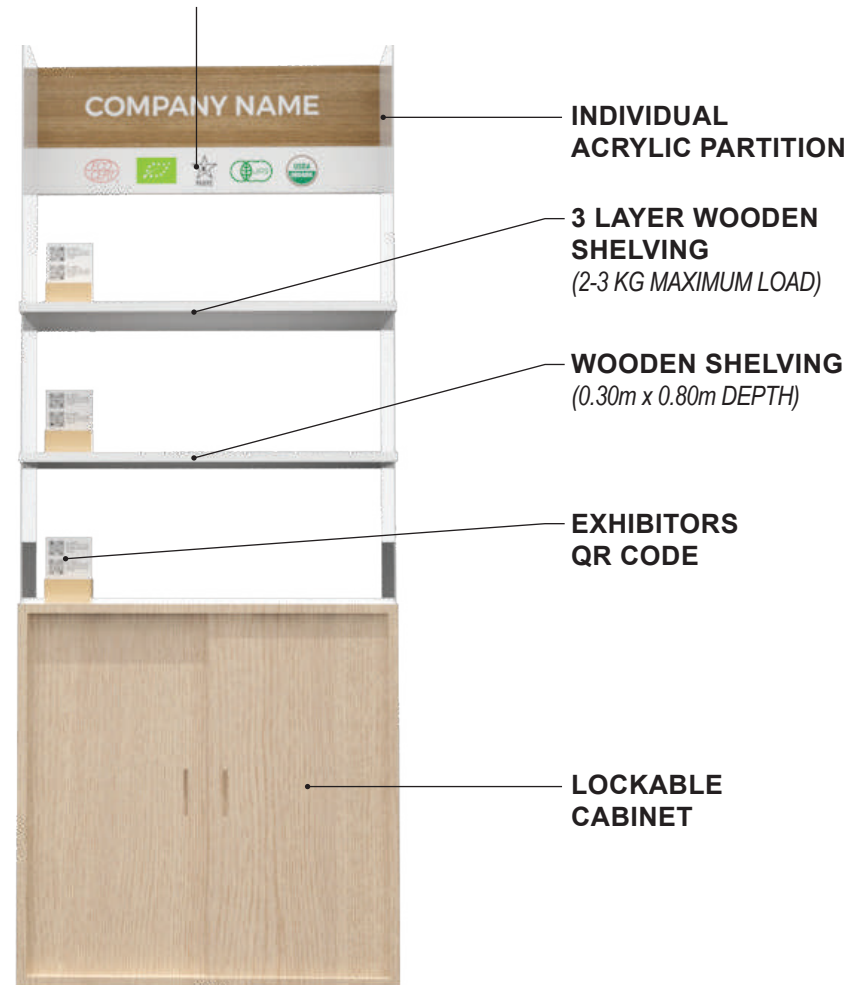 COMPANY NAME
INDIVIDUAL
ACRYLIC PARTITION
3 LAYER WOODEN
SHELVING
(2-3 KG MAXIMUM LOAD)
WOODEN SHELVING
(0.30m x 0.80m DEPTH)
EXHIBITORS
QR CODE
LOCKABLE
CABINET